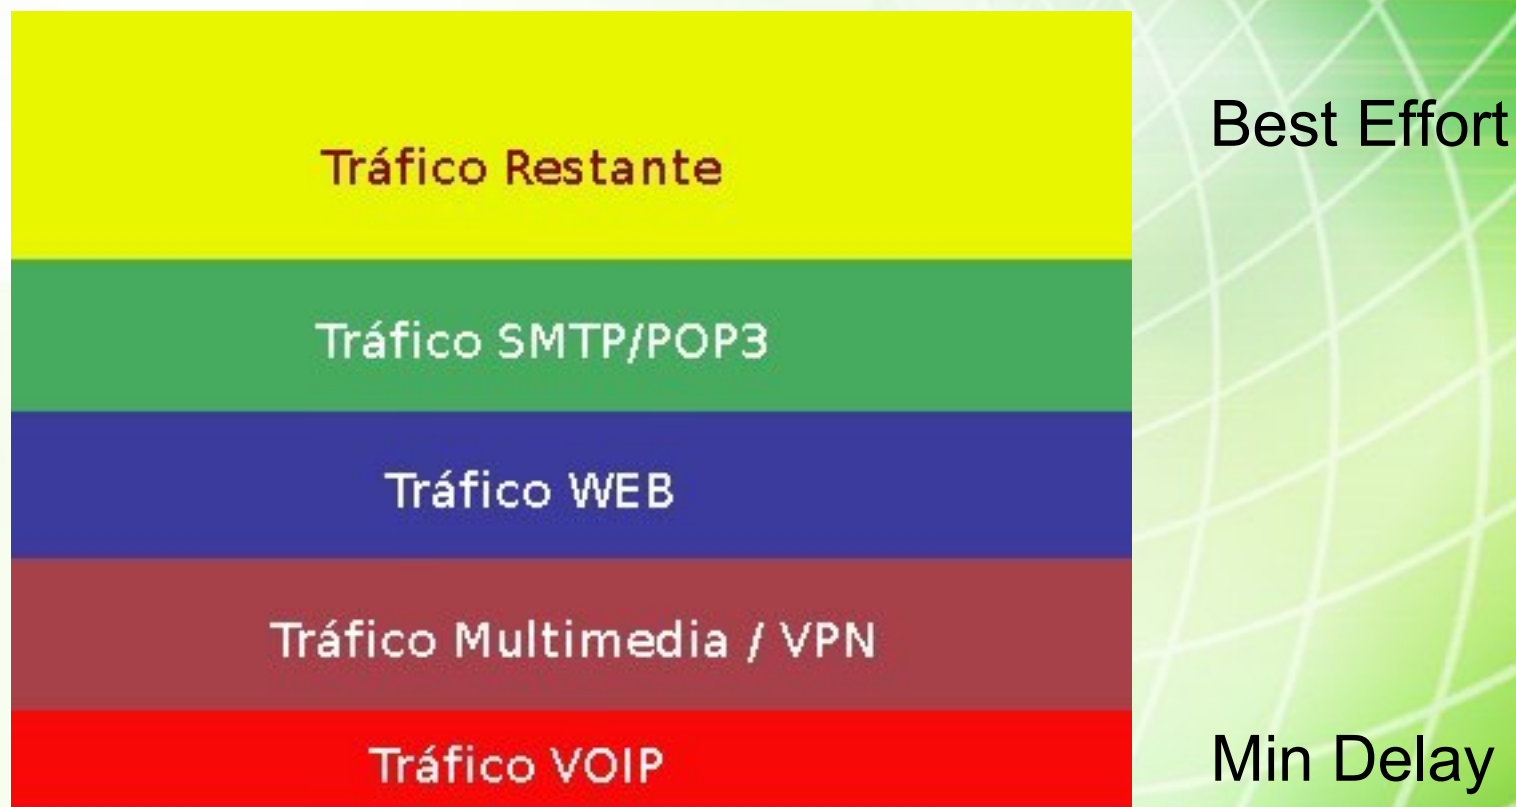 Best Effort
Tráfico Restante
Tráfico SMTP/POP3
Tráfico WEB
Tráfico Multimedia / VPN
Tráfico VOIP
Min Delay